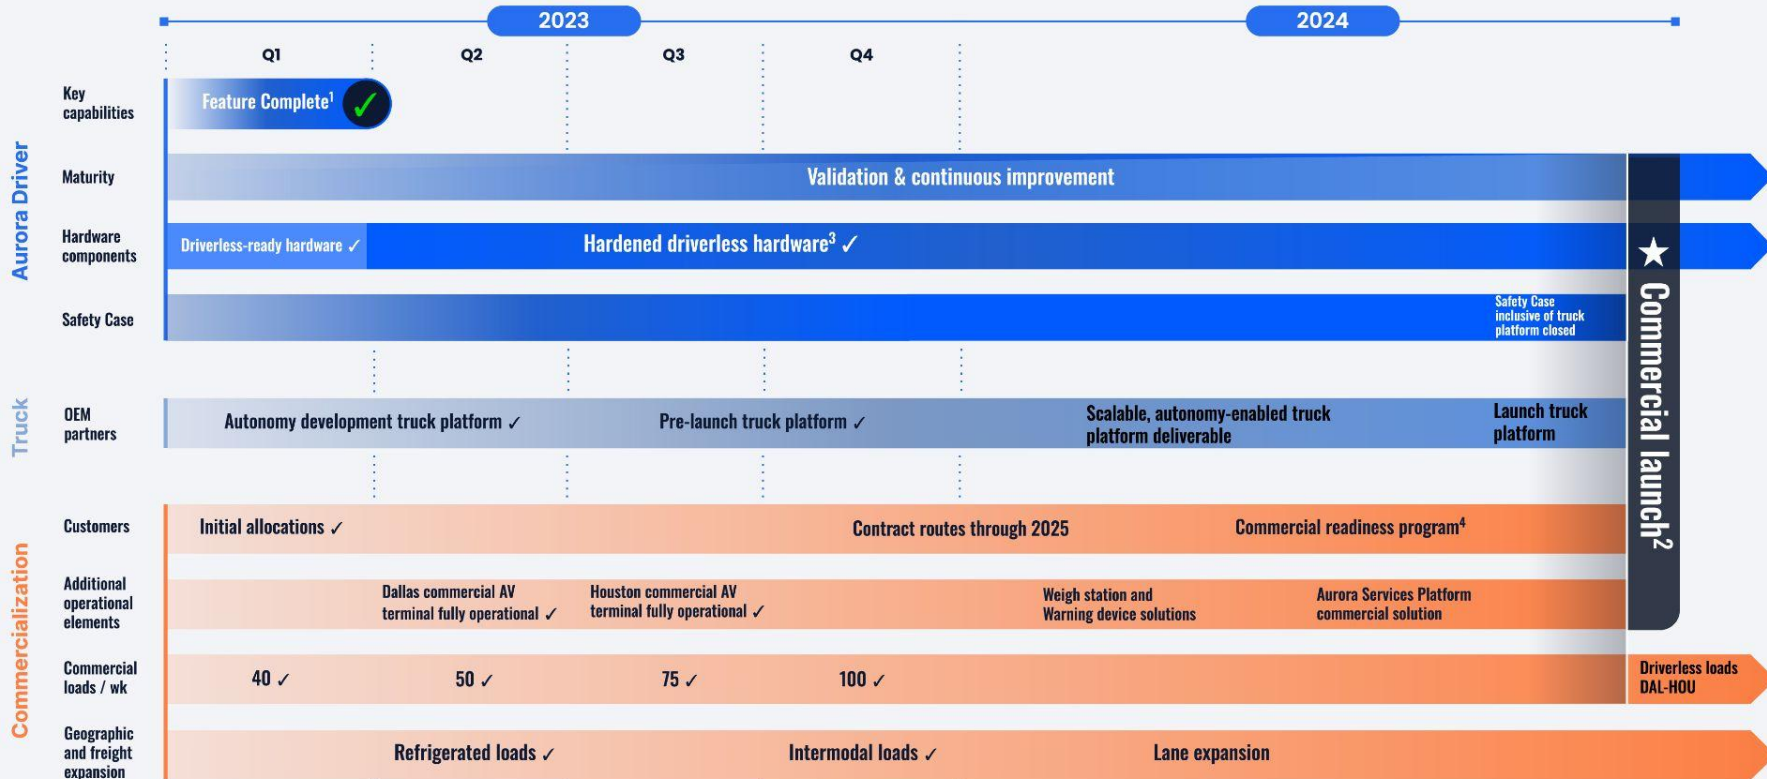 2023
2024
Q1
Q2
Q3
Q4
Aurora Driver
Key
capabilities
Feature Complete¹ ✓
Maturity
Validation & continuous improvement
Hardware
components
Driverless-ready hardware ✓
Hardened driverless hardware³ ✓
Safety Case
Safety Case
inclusive of truck
platform closed
★ Commercial launch²
Truck
OEM
partners
Autonomy development truck platform ✓
Pre-launch truck platform ✓
Scalable, autonomy-enabled truck
platform deliverable
Launch truck
platform
Commercialization
Customers
Initial allocations ✓
Contract routes through 2025
Commercial readiness program⁴
Additional
operational
elements
Dallas commercial AV
terminal fully operational ✓
Houston commercial AV
terminal fully operational ✓
Weigh station and
Warning device solutions
Aurora Services Platform
commercial solution
Commercial
loads / wk
40 ✓
50 ✓
75 ✓
100 ✓
Driverless loads
DAL-HOU
Geographic
and freight
expansion
Refrigerated loads ✓
Intermodal loads ✓
Lane expansion